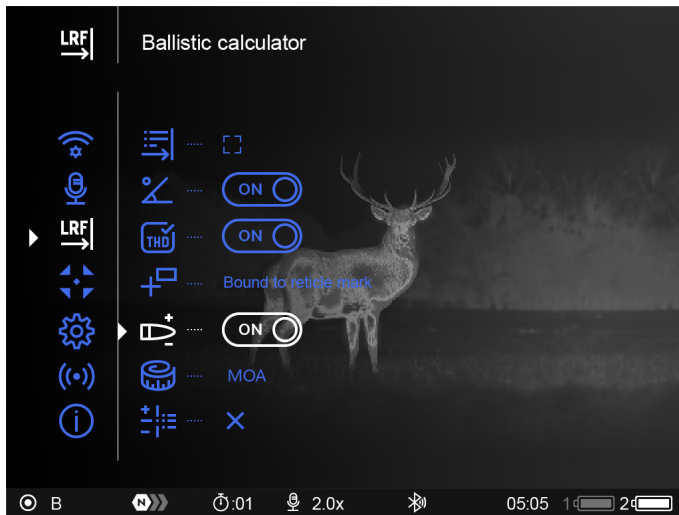 LRF
Ballistic calculator
ON
LRF
THD
ON
Bound to reticle mark
ON
MOA
B
N
:01
2.0x
05:05
1
2